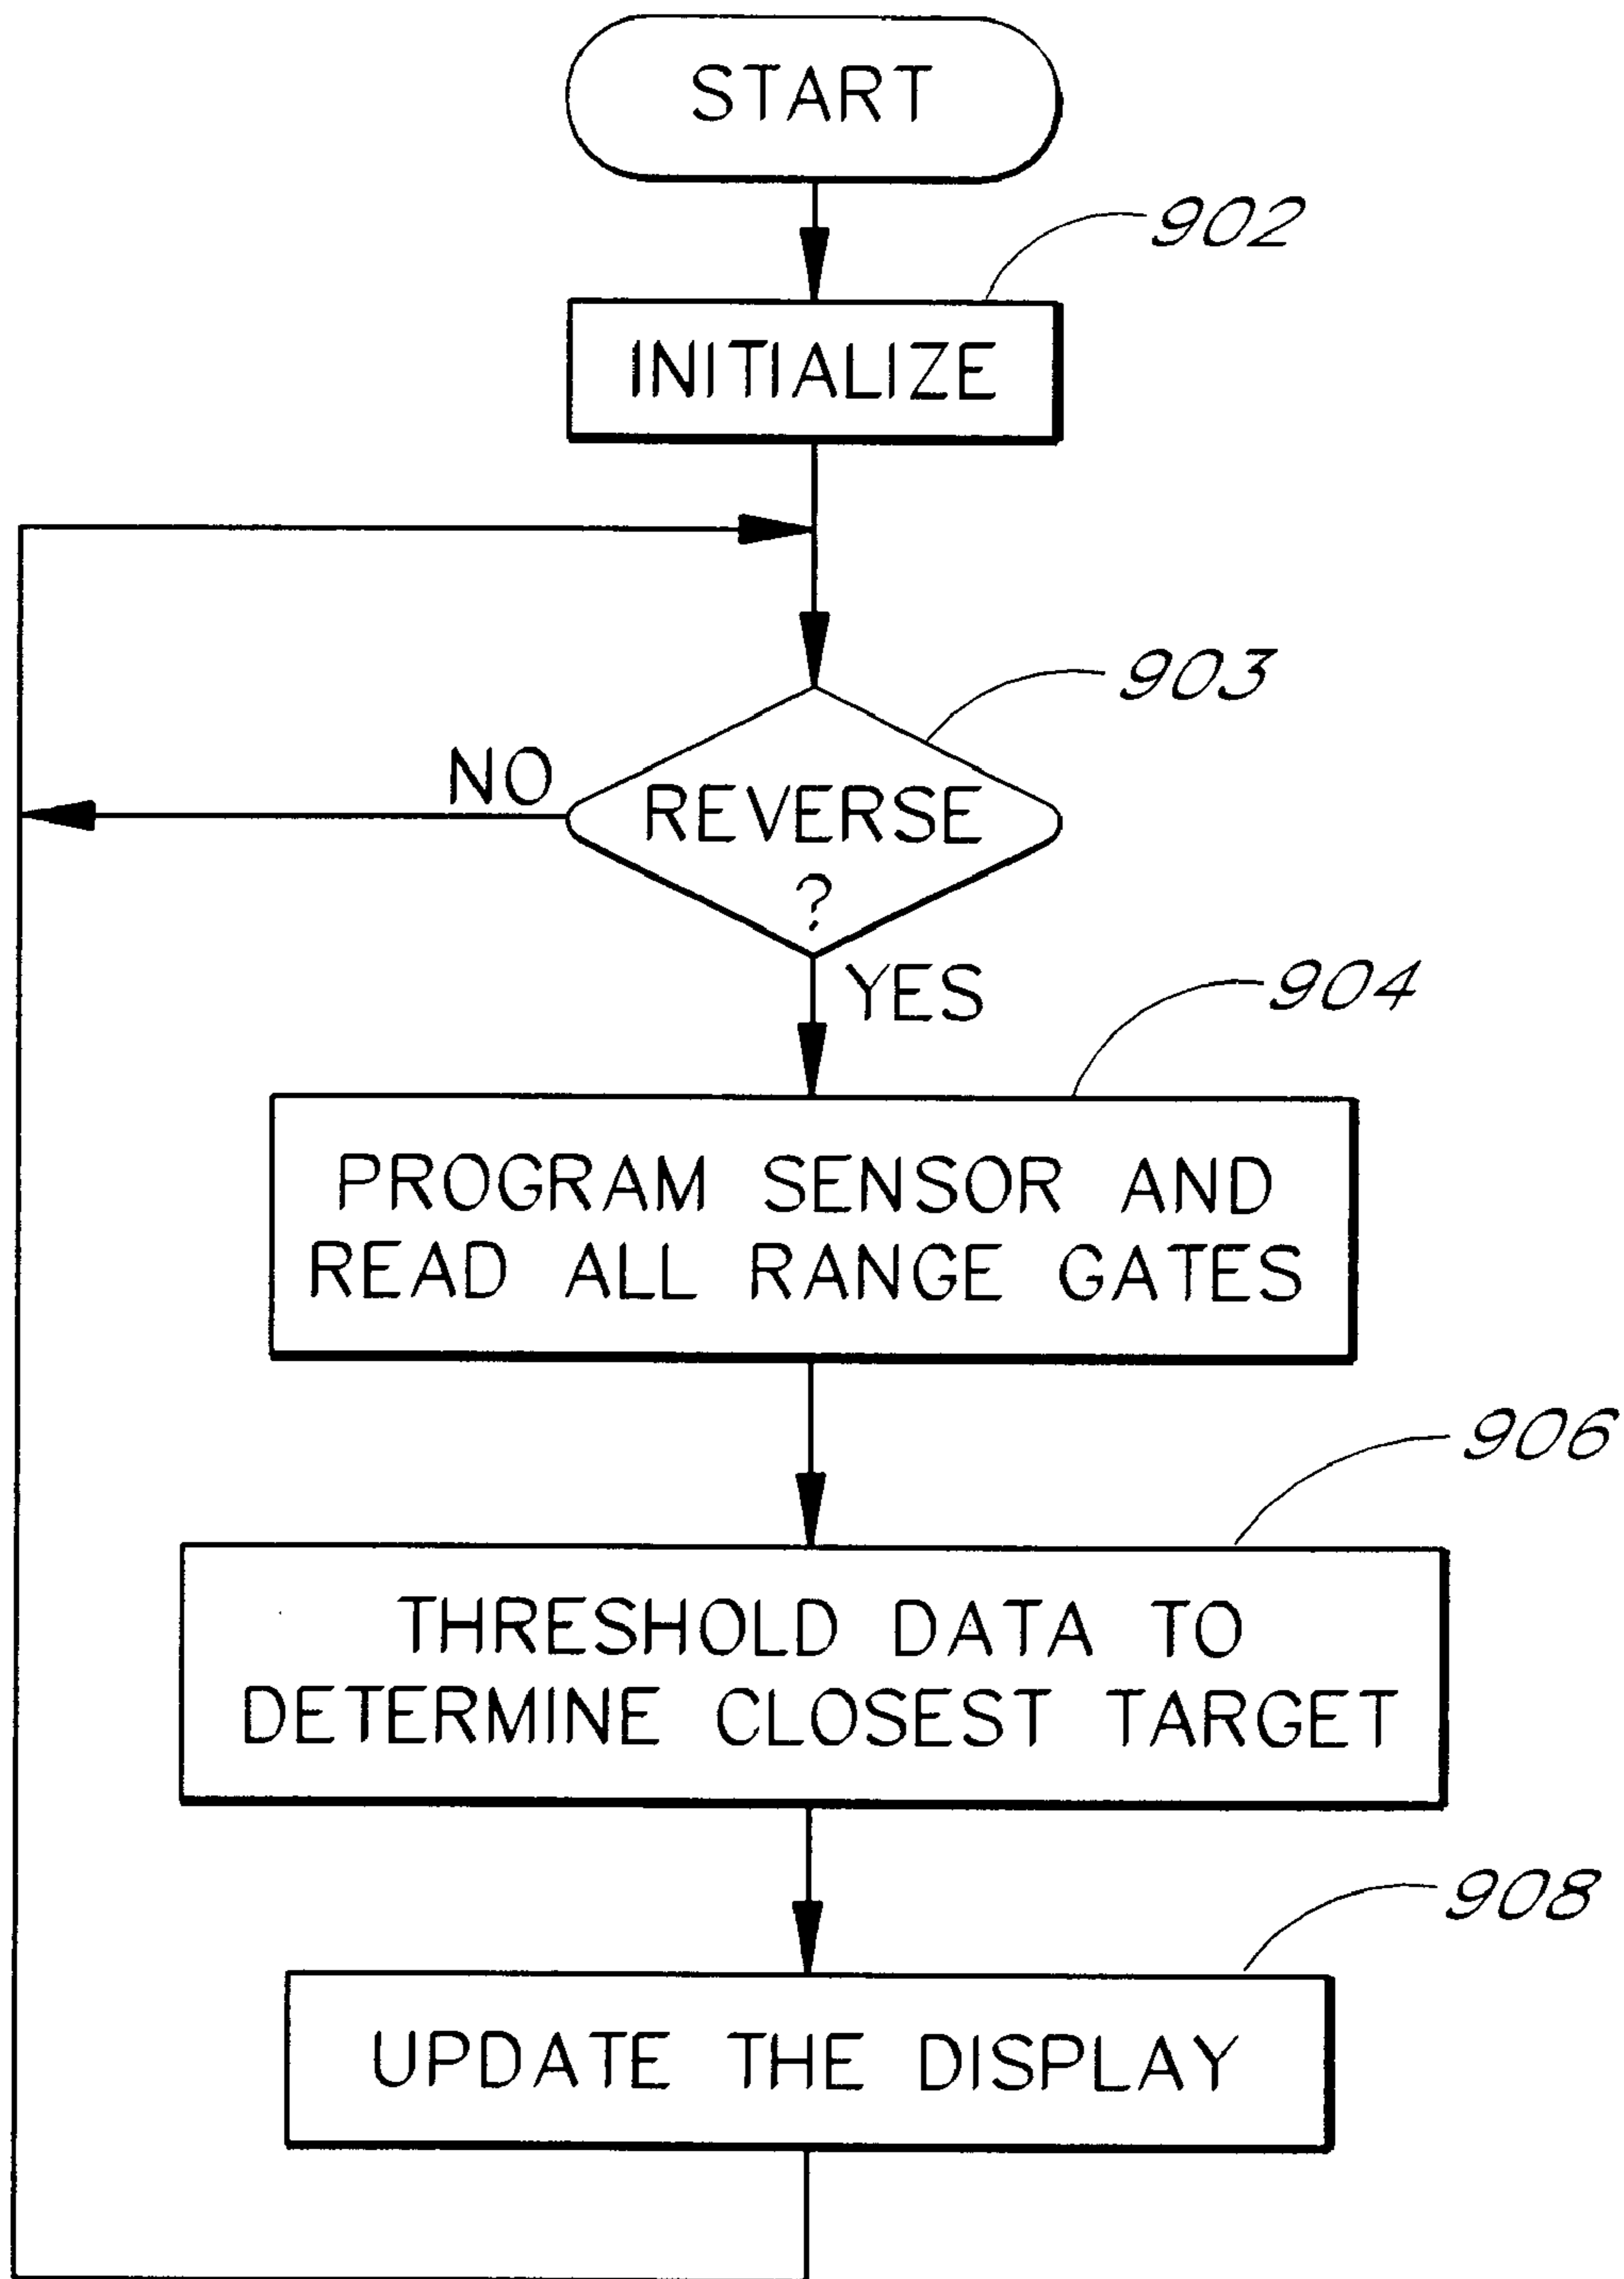 START
902
INITIALIZE
903
NO
REVERSE
?
YES
904
PROGRAM SENSOR AND
READ ALL RANGE GATES
906
THRESHOLD DATA TO
DETERMINE CLOSEST TARGET
908
UPDATE THE DISPLAY